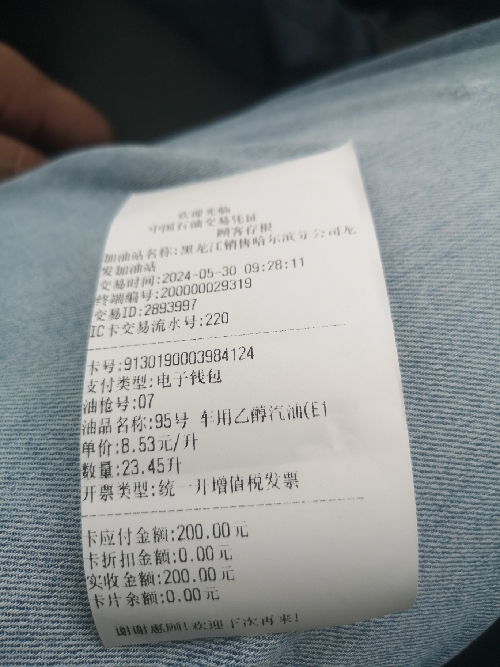 欢迎光临
中国石油交易凭证
顾客存根
加油站名称:黑龙江销售哈尔滨分公司龙
发加油站
交易时间:2024-05-30 09:28:11
终端编号:200000029319
交易ID:2893997
IC卡交易流水号:220
卡号:9130190003984124
支付类型:电子钱包
油枪号:07
油品名称:95号 车用乙醇汽油(E1
单价:8.53元/升
数量:23.45升
开票类型:统一开增值税发票
卡应付金额:200.00元
卡折扣金额:0.00元
实收金额:200.00元
卡片余额:0.00元
谢谢惠顾!欢迎下次再来!